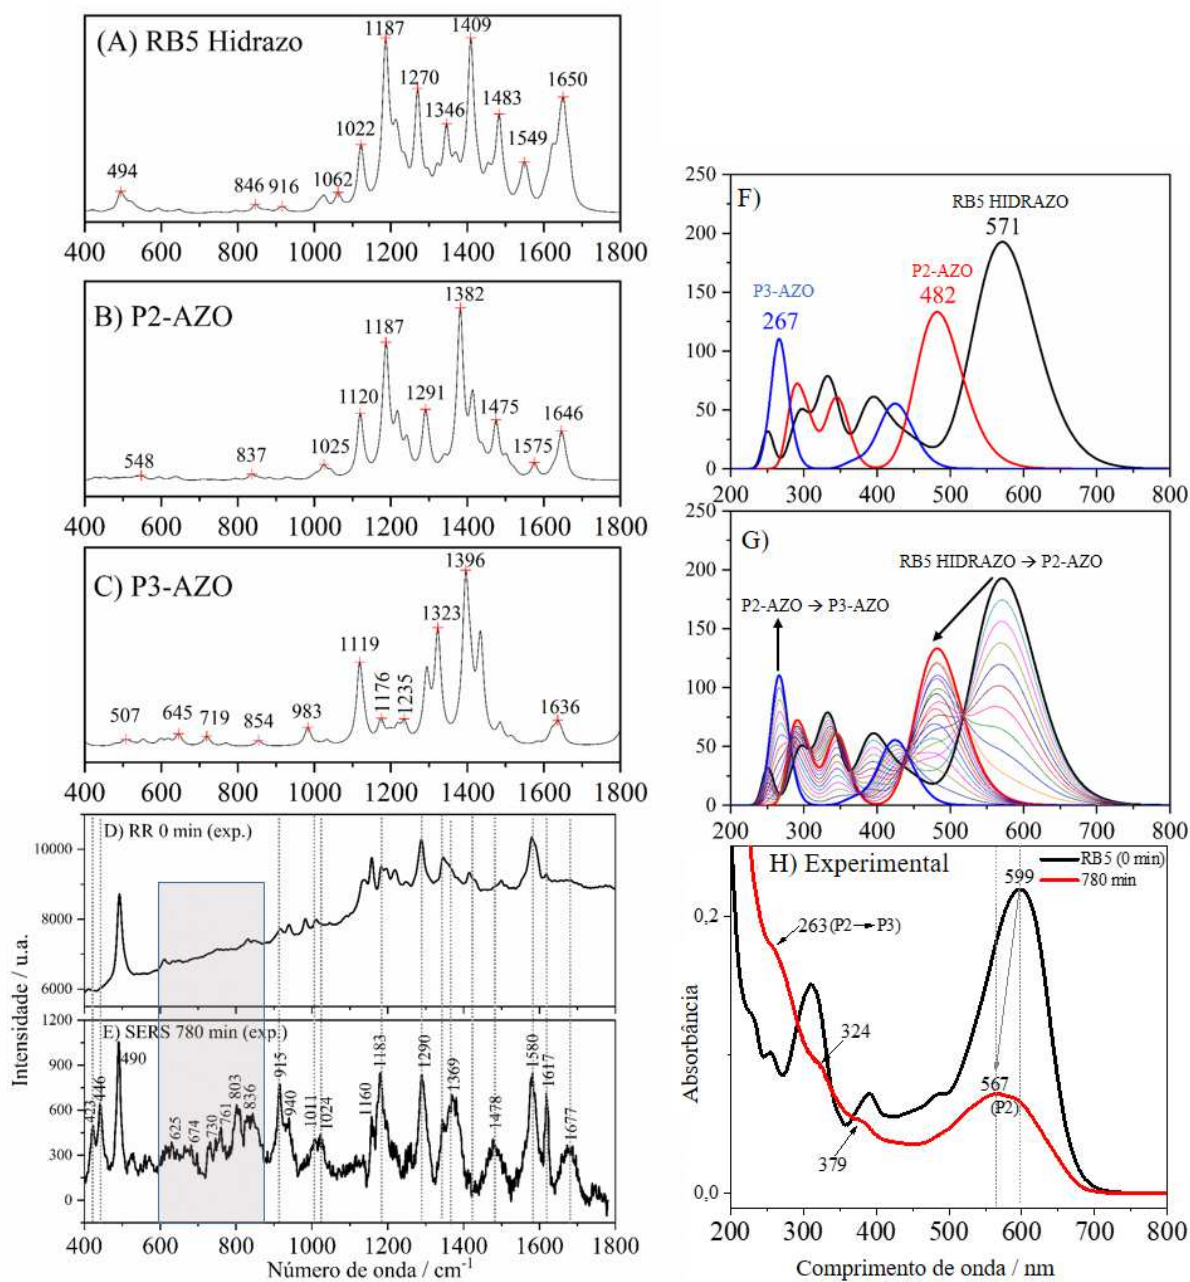 (A) RB5 Hidrazo
494
846
916
1062
1022
1187
1270
1346
1409
1483
1549
1650
400 600 800 1000 1200 1400 1600 1800
B) P2-AZO
548
837
1025
1120
1187
1291
1382
1475
1575
1646
400 600 800 1000 1200 1400 1600 1800
C) P3-AZO
507
645
719
854
983
1119
1176
1235
1323
1396
1636
400 600 800 1000 1200 1400 1600 1800
Intensidade / u.a.
D) RR 0 min (exp.)
10000
8000
6000
E) SERS 780 min (exp.)
1200
900
600
300
0
423
446
490
625
674
730
761
803
836
915
940
1011
1024
1160
1183
1290
1369
1478
1580
1617
1677
400 600 800 1000 1200 1400 1600 1800
Número de onda / cm-1
F)
250
200
150
100
50
0
P3-AZO
267
P2-AZO
482
RB5 HIDRAZO
571
200 300 400 500 600 700 800
G)
250
200
150
100
50
0
RB5 HIDRAZO → P2-AZO
P2-AZO → P3-AZO
200 300 400 500 600 700 800
H) Experimental
RB5 (0 min)
780 min
599
263 (P2→P3)
324
379
567
(P2)
0,2
0,0
Absorbância
200 300 400 500 600 700 800
Comprimento de onda / nm